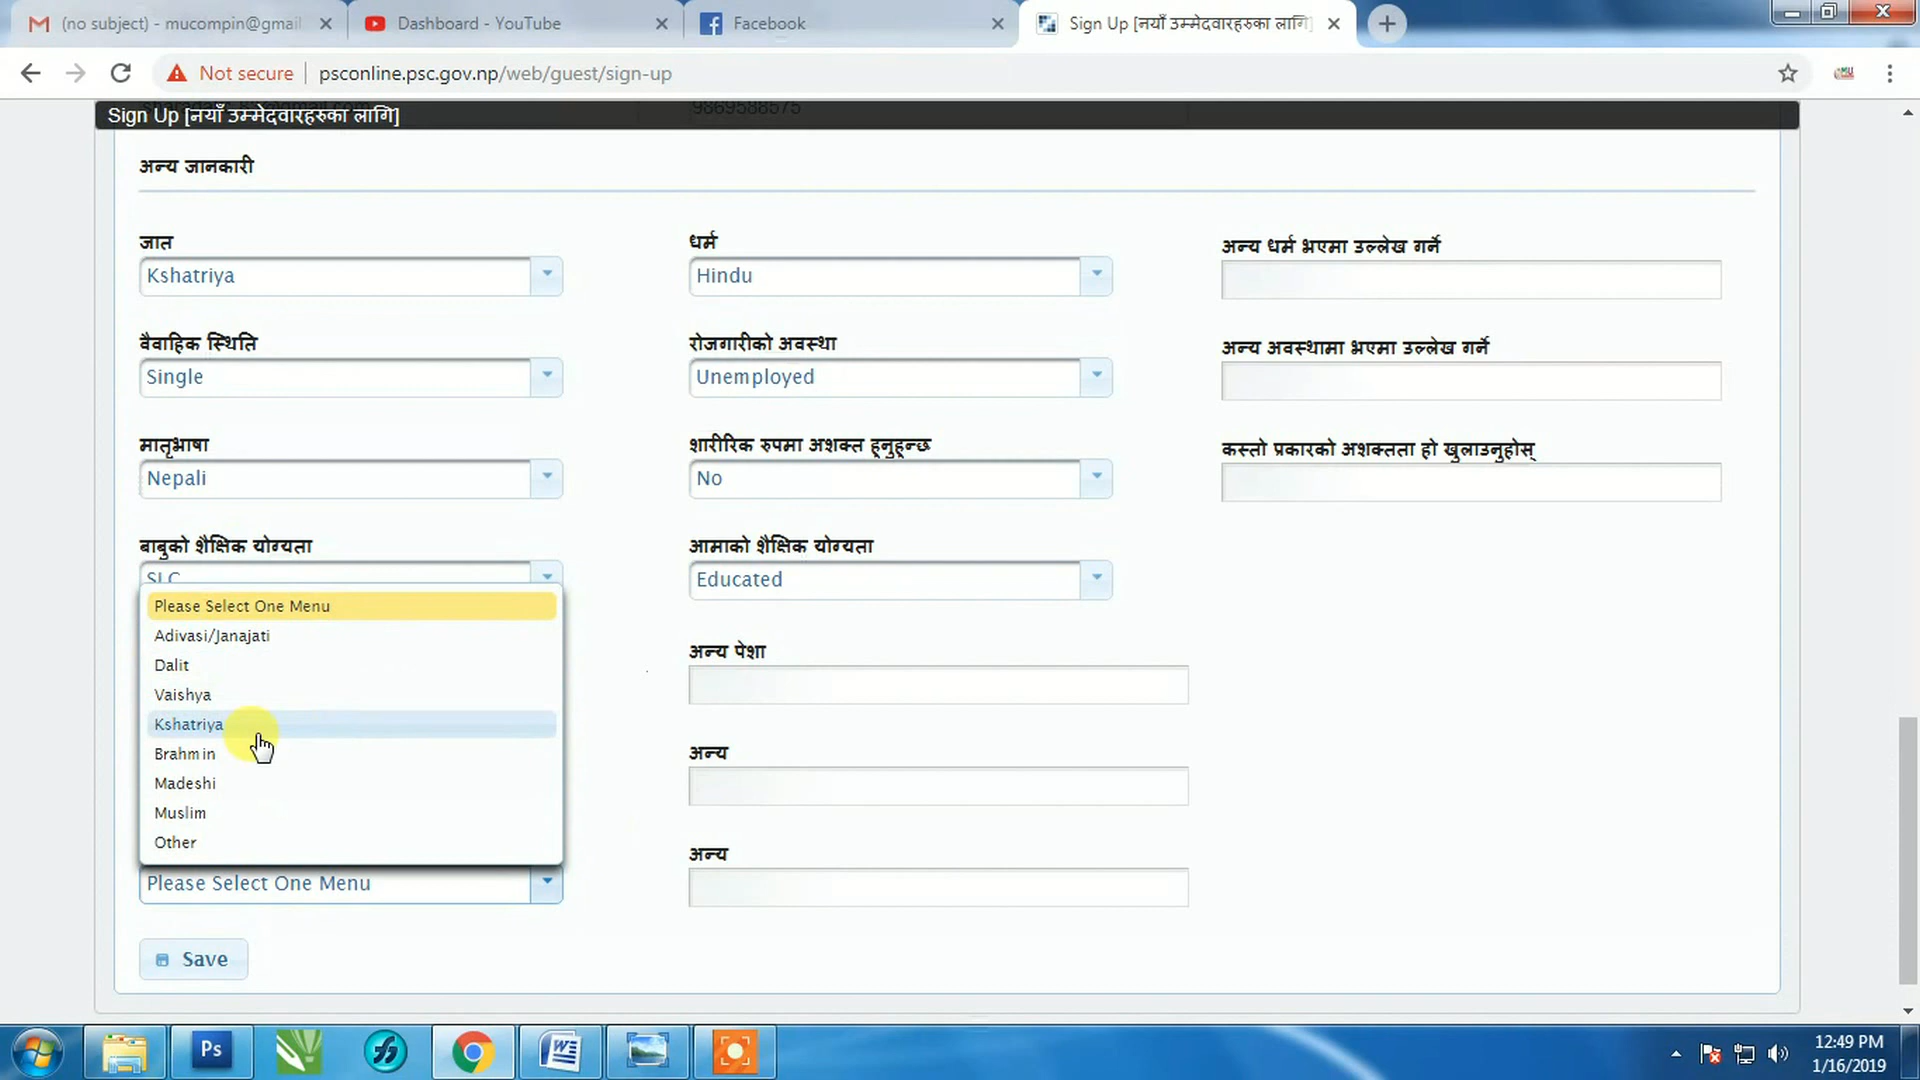 (no subject) - mucompin@gmail
Dashboard - YouTube
Facebook
Sign Up [नयाँ उम्मेदवारहरुका लागि]
Not secure
psconline.psc.gov.np/web/guest/sign-up
9869588575
Sign Up [नयाँ उम्मेदवारहरुका लागि]
अन्य जानकारी
जात
धर्म
अन्य धर्म भएमा उल्लेख गर्ने
Kshatriya
Hindu
वैवाहिक स्थिति
रोजगारीको अवस्था
अन्य अवस्थामा भएमा उल्लेख गर्ने
Single
Unemployed
मातृभाषा
शारीरिक रुपमा अशक्त हूनुहून्छ
कस्तो प्रकारको अशक्तता हो खुलाउनुहोस्
Nepali
No
बाबुको शैक्षिक योग्यता
आमाको शैक्षिक योग्यता
SLC
Educated
Please Select One Menu
Adivasi/Janajati
Dalit
Vaishya
Kshatriya
Brahmin
Madeshi
Muslim
Other
अन्य पेशा
अन्य
अन्य
Please Select One Menu
Save
Ps
12:49 PM
1/16/2019